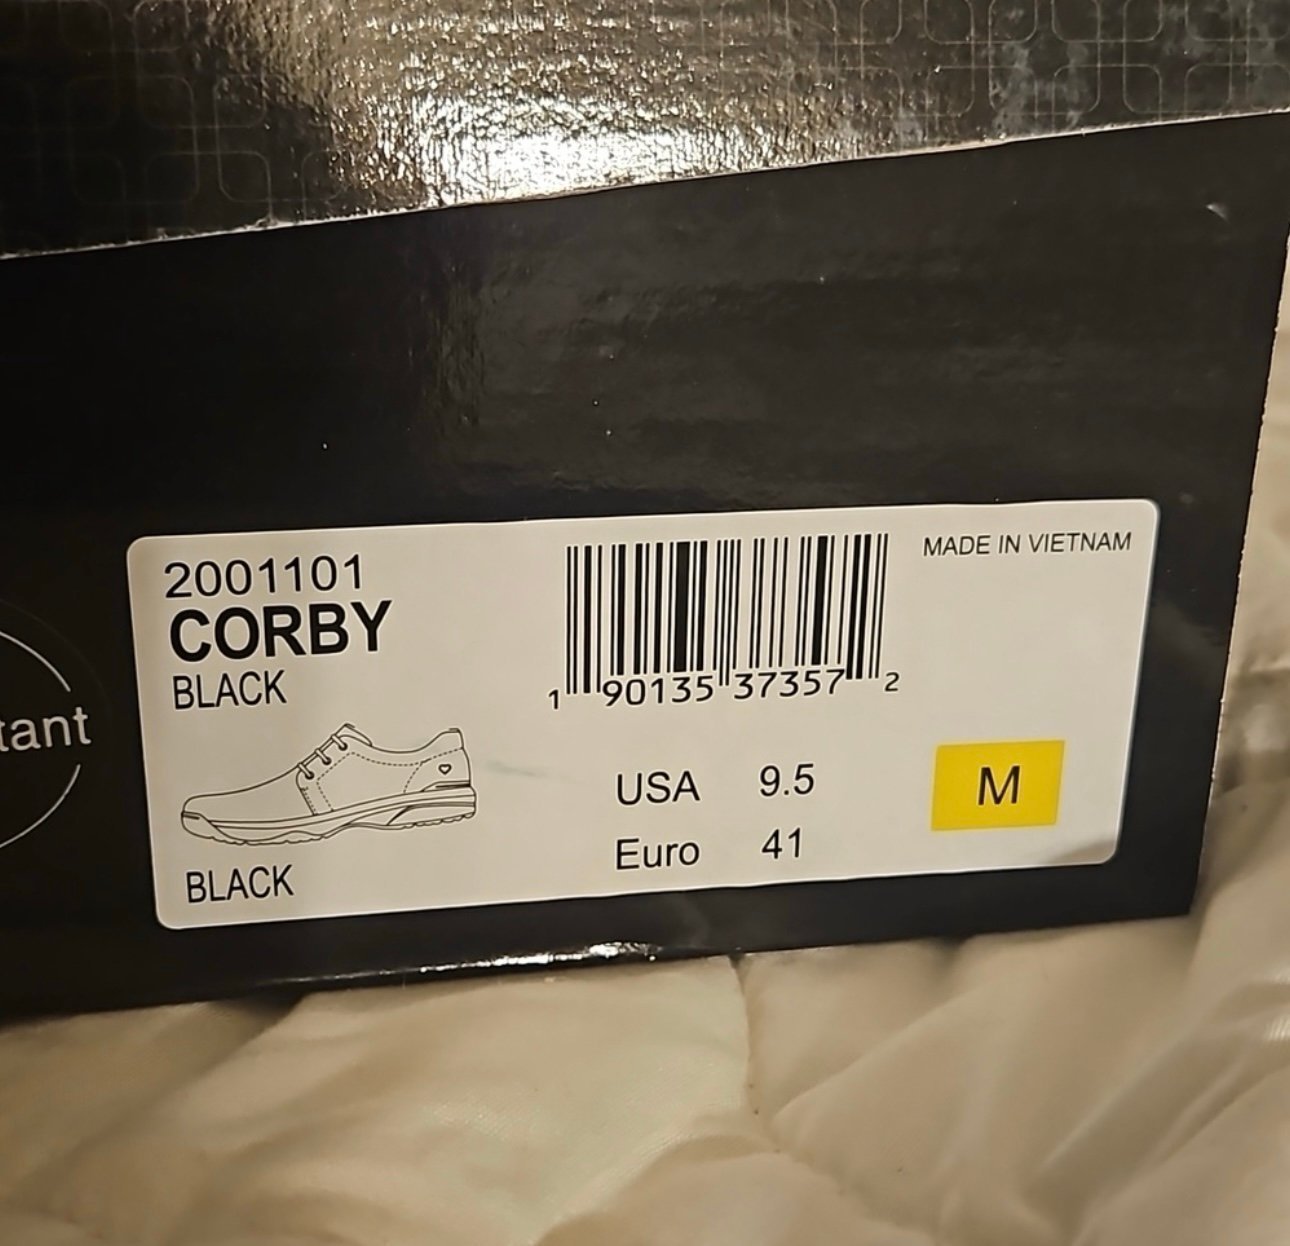 2001101
CORBY
BLACK
1 90135 37357 2
MADE IN VIETNAM
tant
USA 9.5
Euro 41
M
BLACK